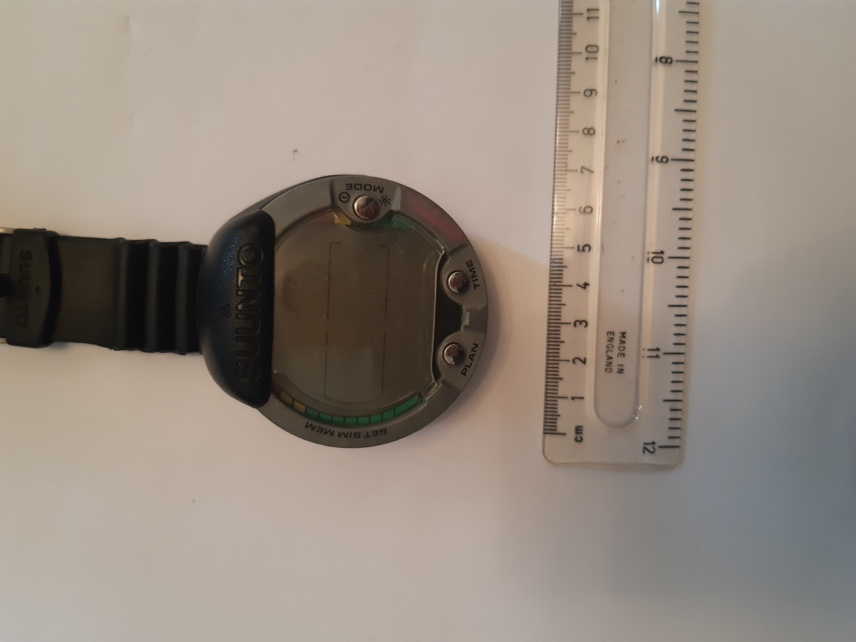 SUUNTO
SUUNTO
MODE
TIME
PLAN
SET SIM MEM
11
10
9
8
7
6
5
4
3
2
1
cm
MADE IN
ENGLAND
8
9
10
11
12